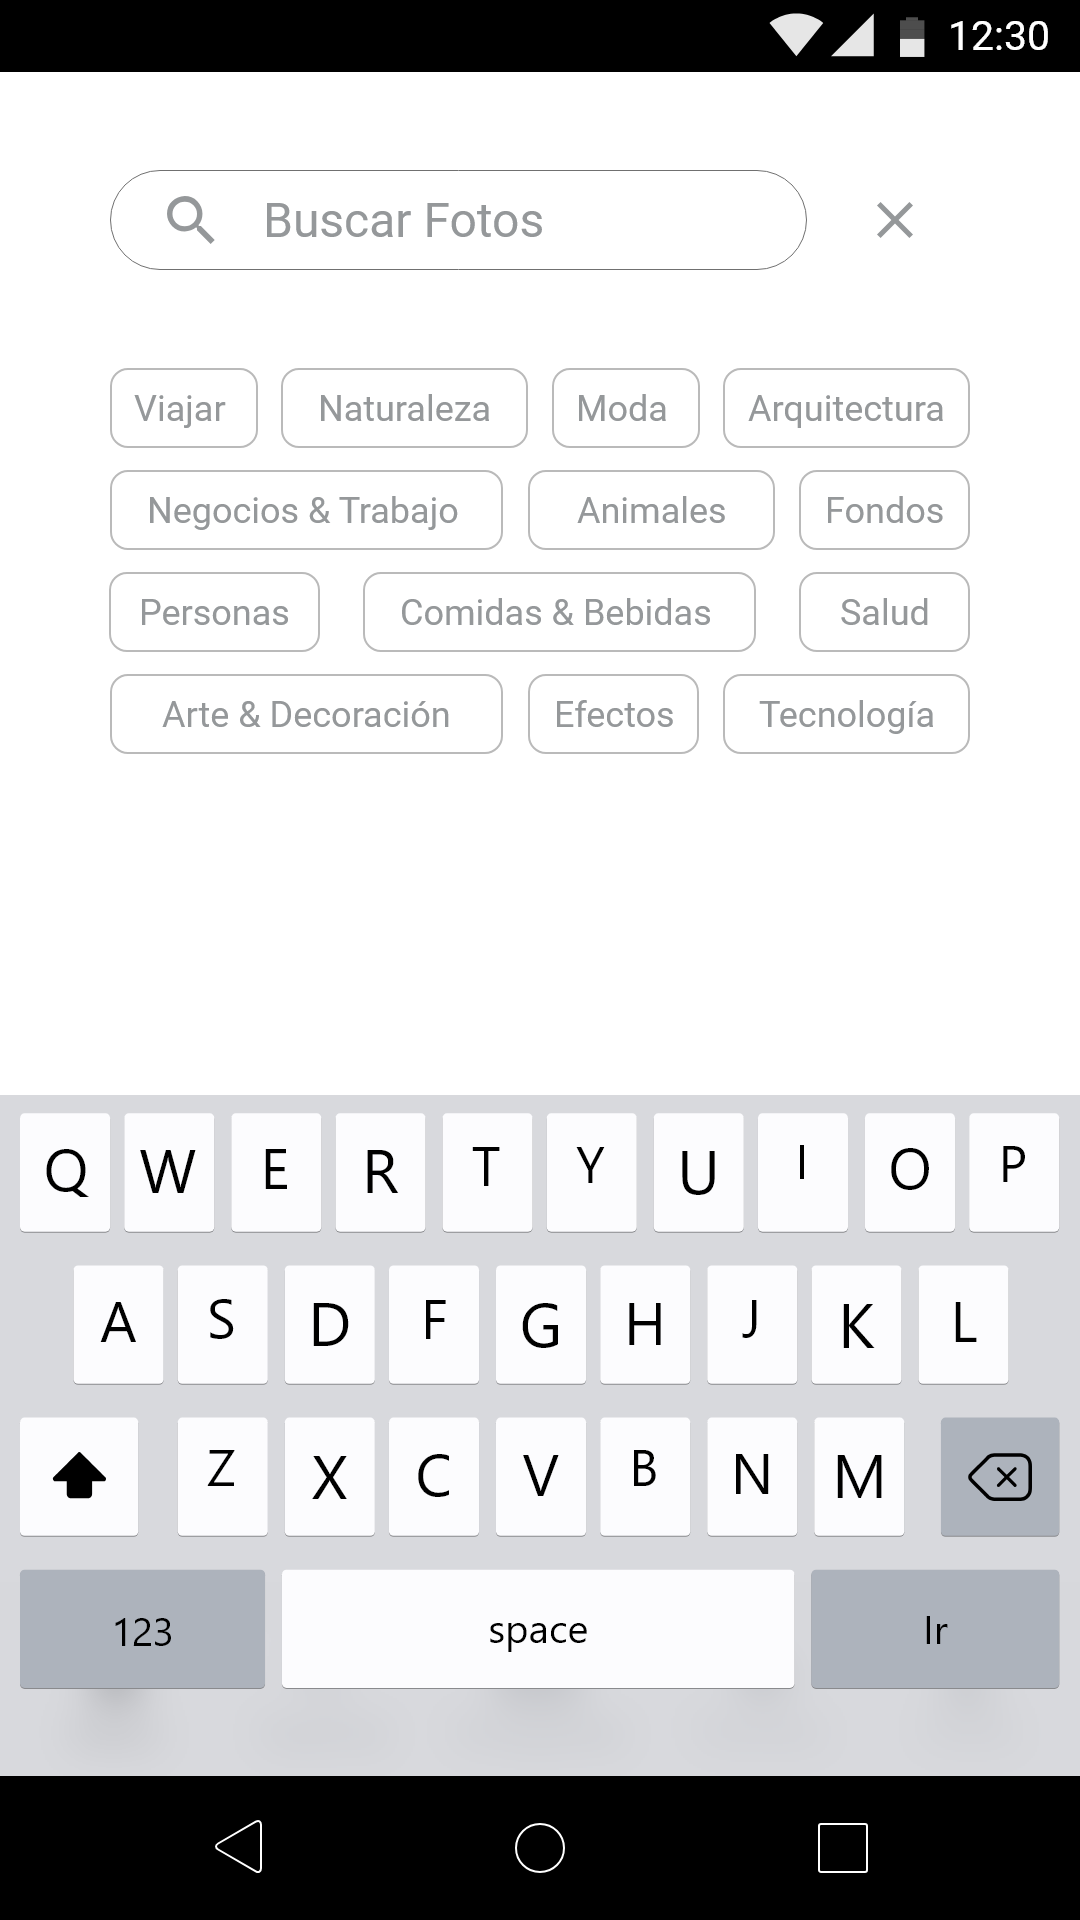 12:30
Buscar Fotos
Viajar Naturaleza Moda Arquitectura
Negocios & Trabajo Animales Fondos
Personas Comidas & Bebidas Salud
Arte & Decoración Efectos Tecnología
Q W E R T Y U I O P
A S D F G H J K L
Z X C V B N M
123 space Ir